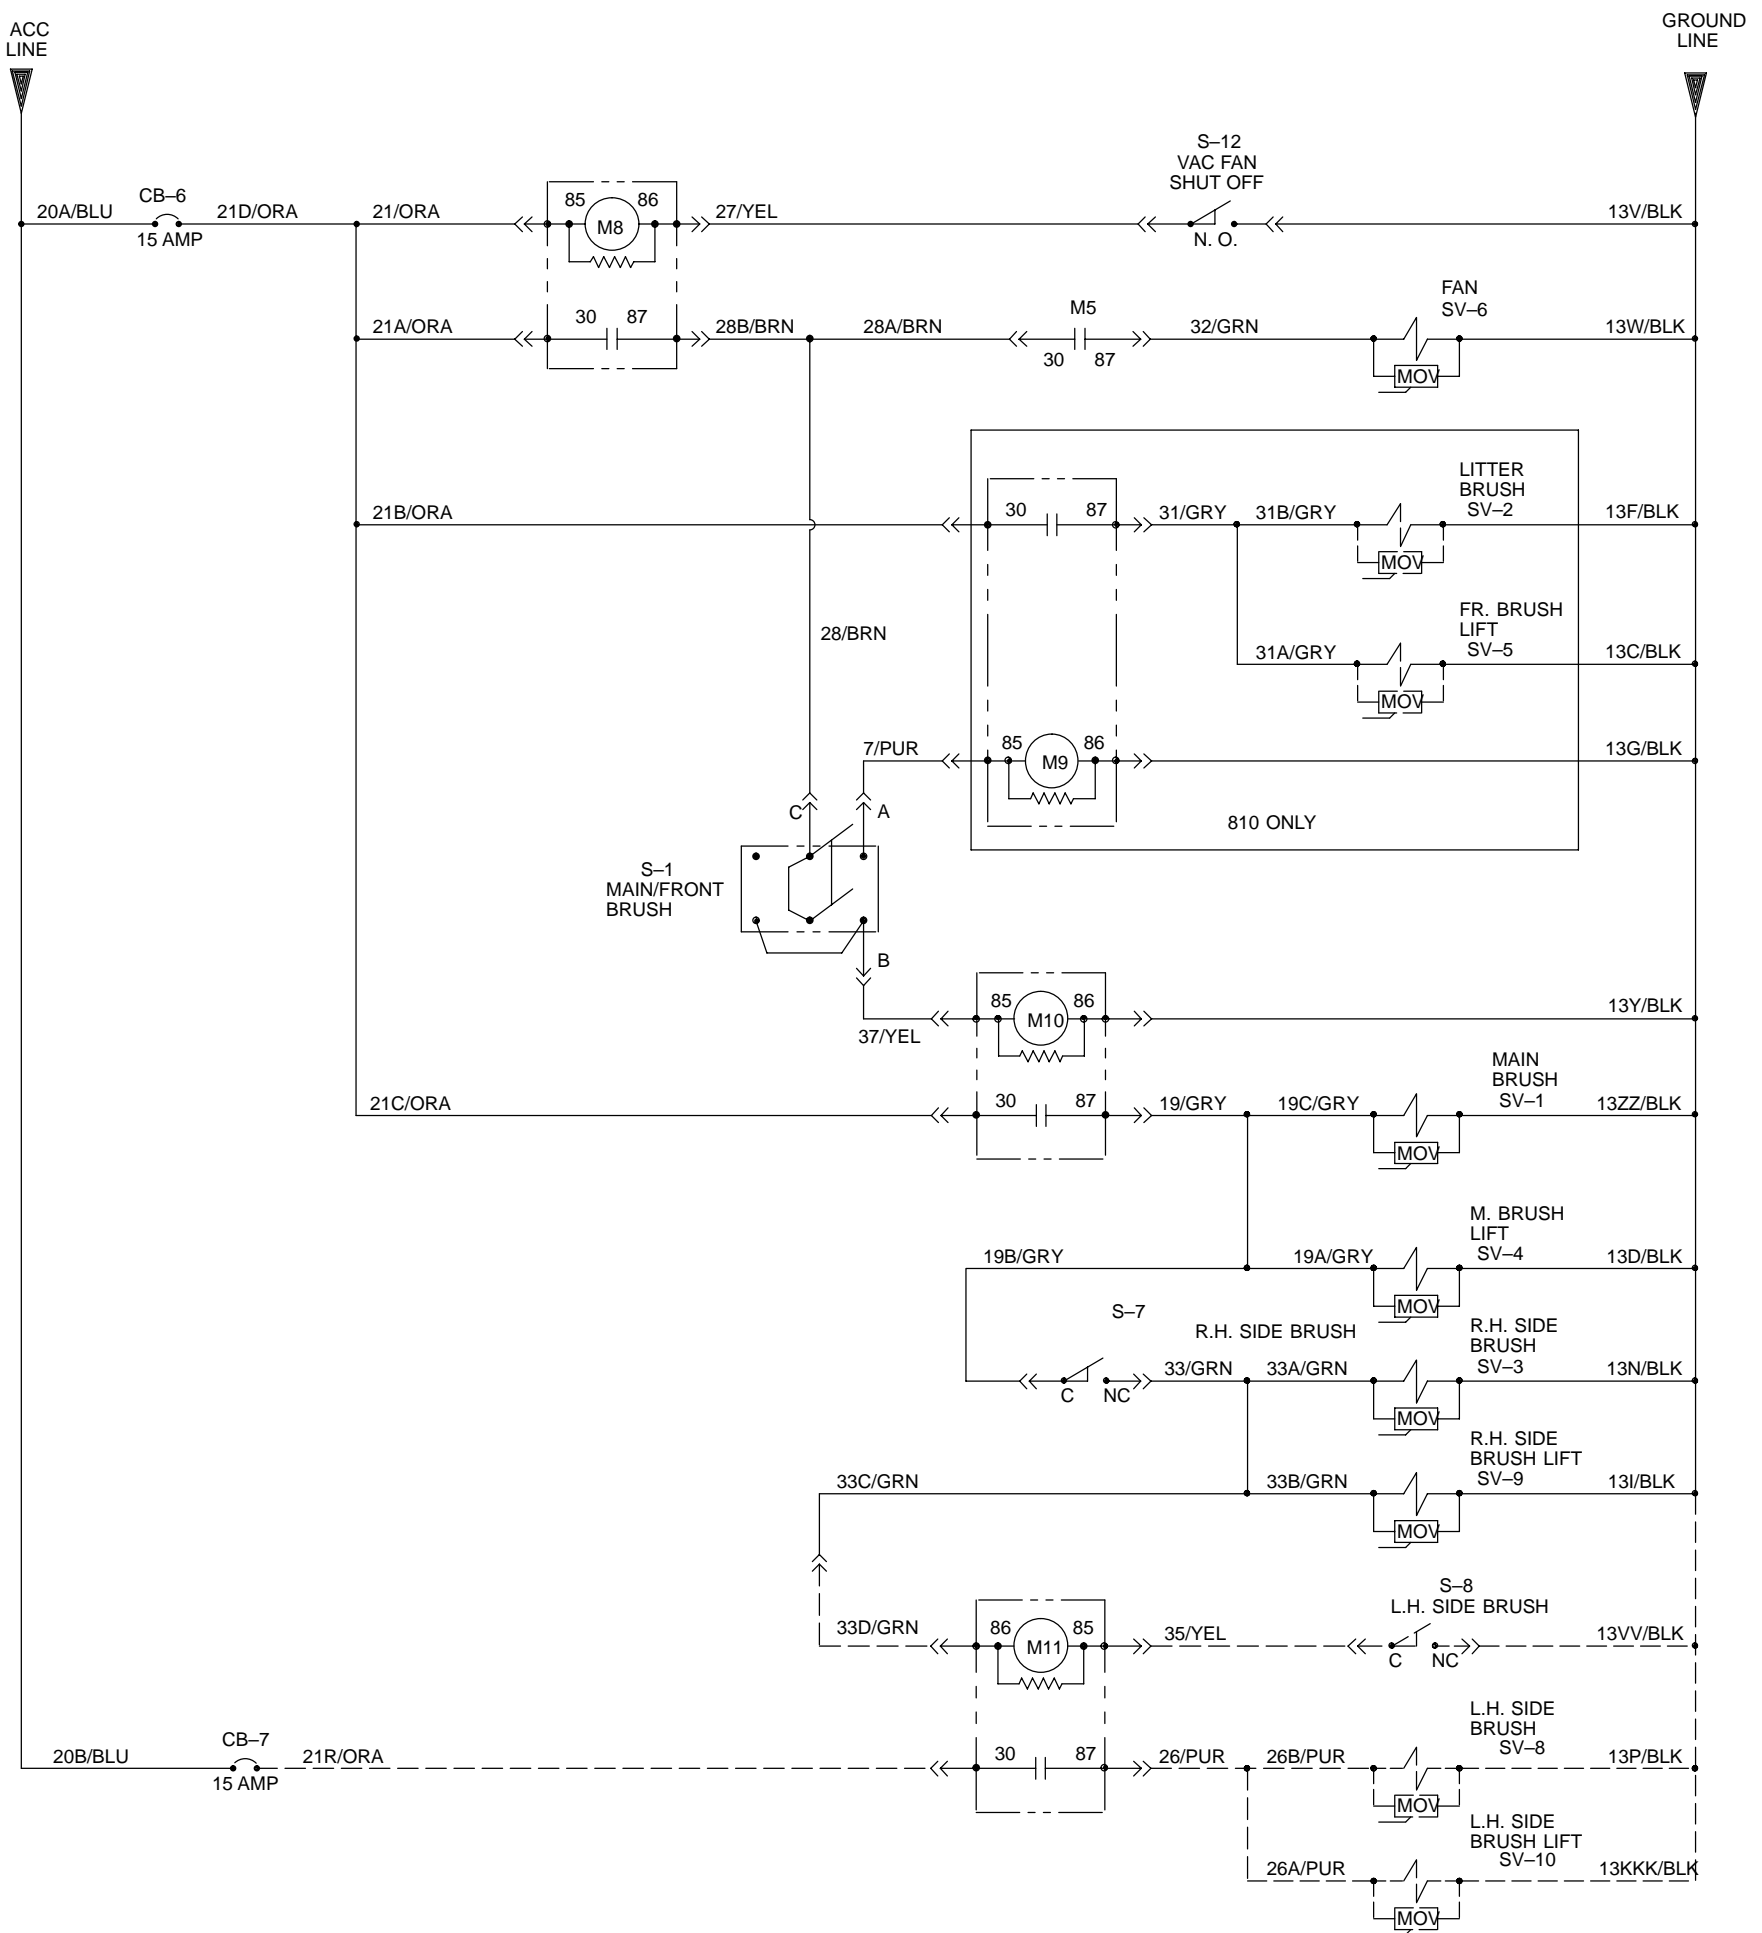 ACC
LINE
GROUND
LINE
S–12
VAC FAN
SHUT OFF
CB–6
20A/BLU
21D/ORA
21/ORA
85
86
M8
27/YEL
13V/BLK
15 AMP
N. O.
FAN
SV–6
21A/ORA
30
87
28B/BRN
28A/BRN
M5
30
87
32/GRN
13W/BLK
MOV
LITTER
BRUSH
SV–2
21B/ORA
30
87
31/GRY
31B/GRY
13F/BLK
MOV
FR. BRUSH
LIFT
SV–5
28/BRN
31A/GRY
13C/BLK
MOV
7/PUR
85
86
M9
13G/BLK
810 ONLY
C
A
S–1
MAIN/FRONT
BRUSH
B
37/YEL
85
86
M10
13Y/BLK
MAIN
BRUSH
SV–1
21C/ORA
30
87
19/GRY
19C/GRY
13ZZ/BLK
MOV
M. BRUSH
LIFT
SV–4
19B/GRY
19A/GRY
13D/BLK
MOV
S–7
R.H. SIDE BRUSH
R.H. SIDE
BRUSH
SV–3
C
NC
33/GRN
33A/GRN
13N/BLK
MOV
R.H. SIDE
BRUSH LIFT
SV–9
33C/GRN
33B/GRN
13I/BLK
MOV
S–8
L.H. SIDE BRUSH
33D/GRN
86
85
M11
35/YEL
C
NC
13VV/BLK
L.H. SIDE
BRUSH
SV–8
CB–7
20B/BLU
15 AMP
21R/ORA
30
87
26/PUR
26B/PUR
13P/BLK
MOV
L.H. SIDE
BRUSH LIFT
SV–10
26A/PUR
13KKK/BLK
MOV